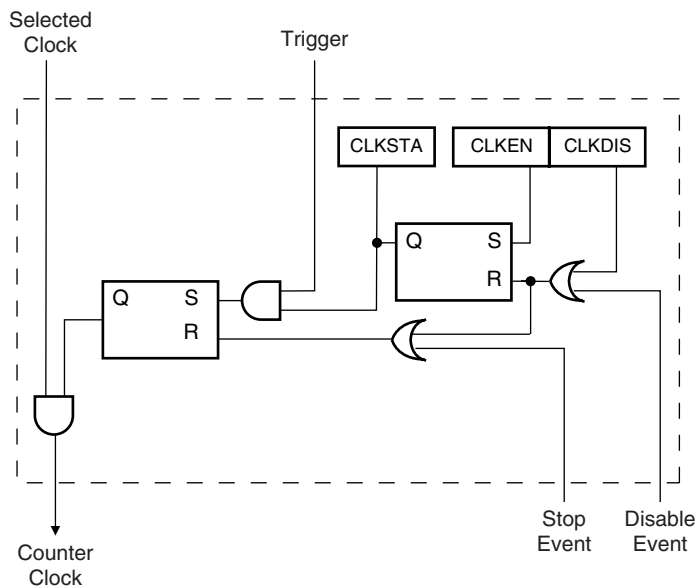 Selected
Clock
Trigger
CLKSTA
CLKEN
CLKDIS
Q
S
R
Q
S
R
Counter
Clock
Stop
Event
Disable
Event